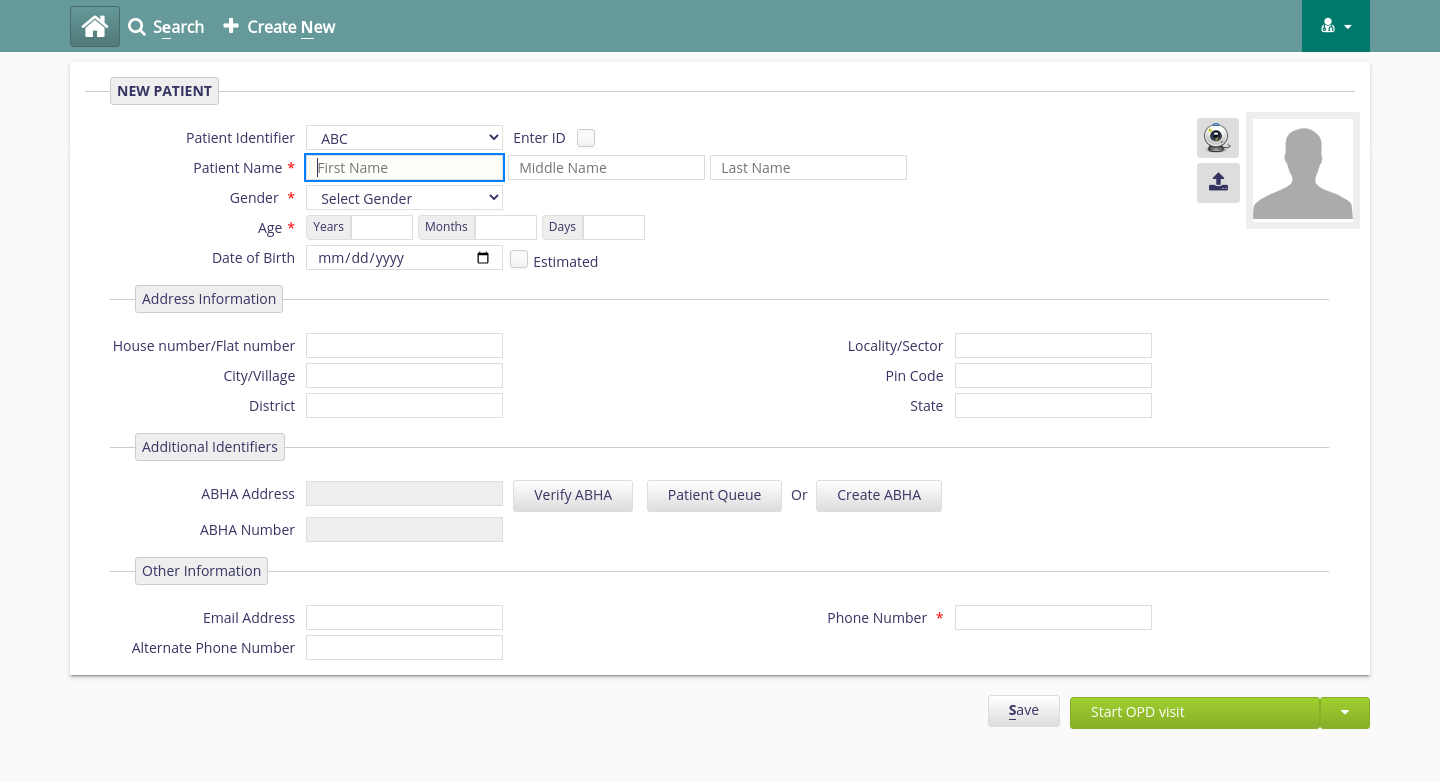 Search Create New
NEW PATIENT
Patient Identifier ABC Enter ID
Patient Name * First Name Middle Name Last Name
Gender * Select Gender
Age * Years Months Days
Date of Birth mm/dd/yyyy Estimated
Address Information
House number/Flat number Locality/Sector
City/Village Pin Code
District State
Additional Identifiers
ABHA Address Verify ABHA Patient Queue Or Create ABHA
ABHA Number
Other Information
Email Address Phone Number *
Alternate Phone Number
Save Start OPD visit